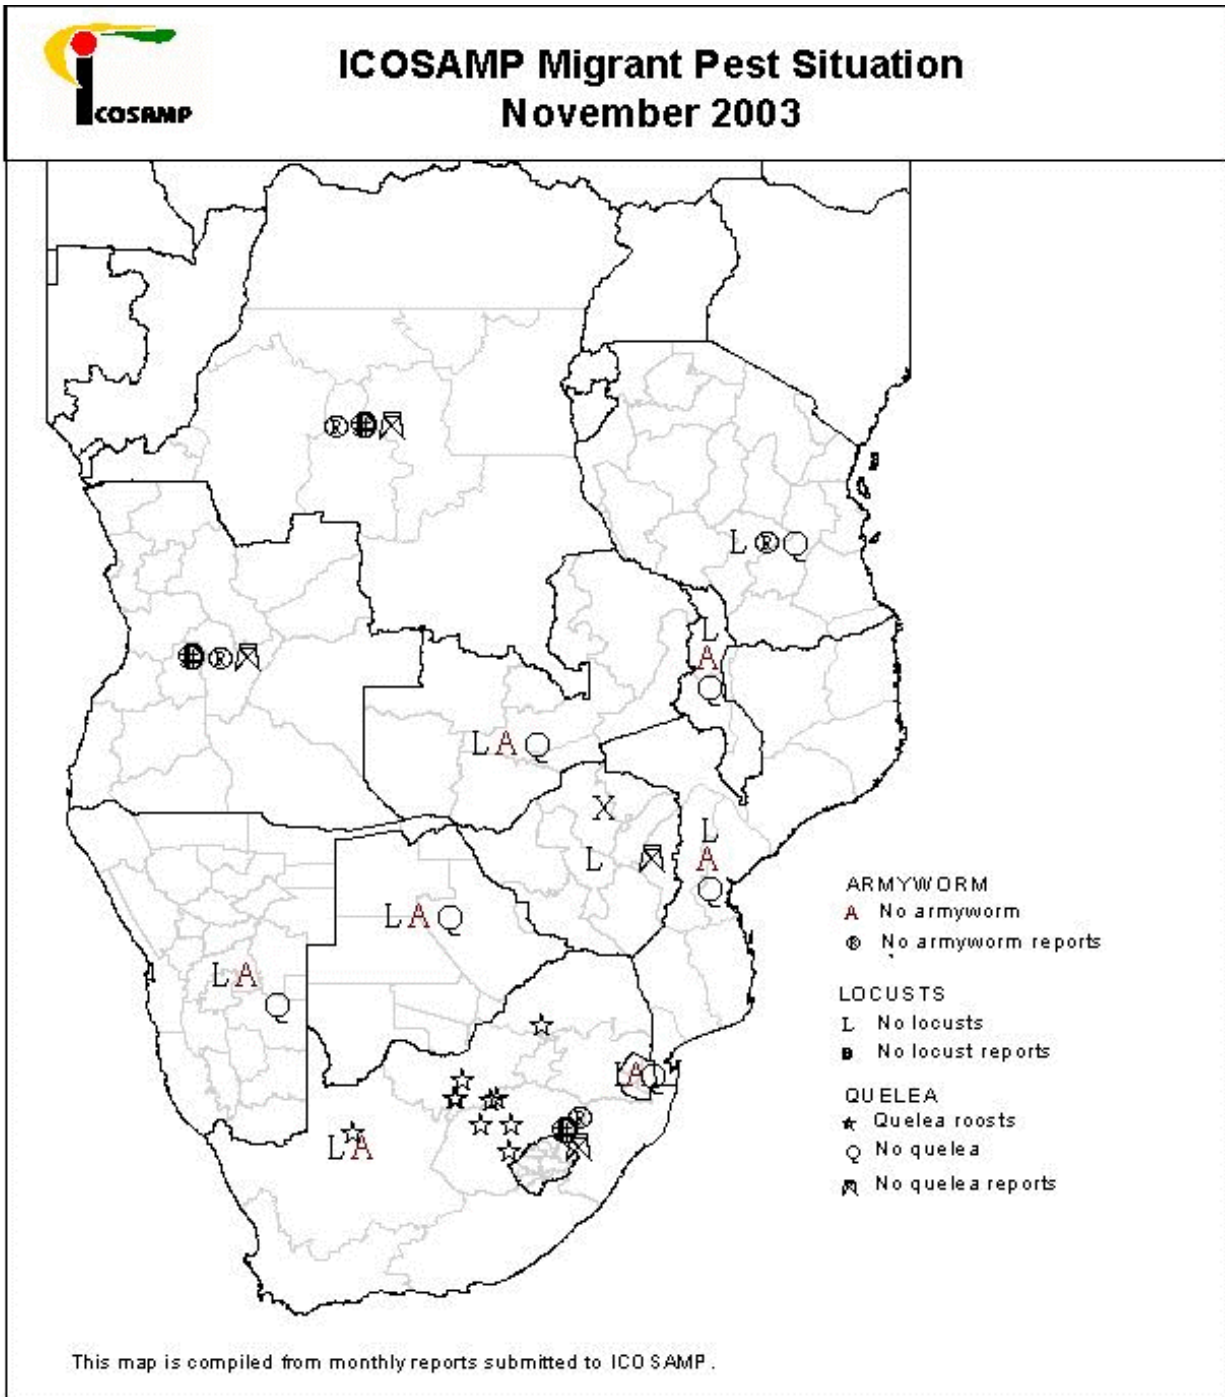 ICOSAMP
ICOSAMP Migrant Pest Situation
November 2003
® Q
L ® Q
® 
L
A
Q
L A Q
X
L
L
A
Q
L A Q
L A
Q
L A Q
®
L A
ARMYWORM
A No armyworm
® No armyworm reports
LOCUSTS
L No locusts
No locust reports
QUELEA
☆ Quelea roosts
Q No quelea
No quelea reports
This map is compiled from monthly reports submitted to ICOSAMP.